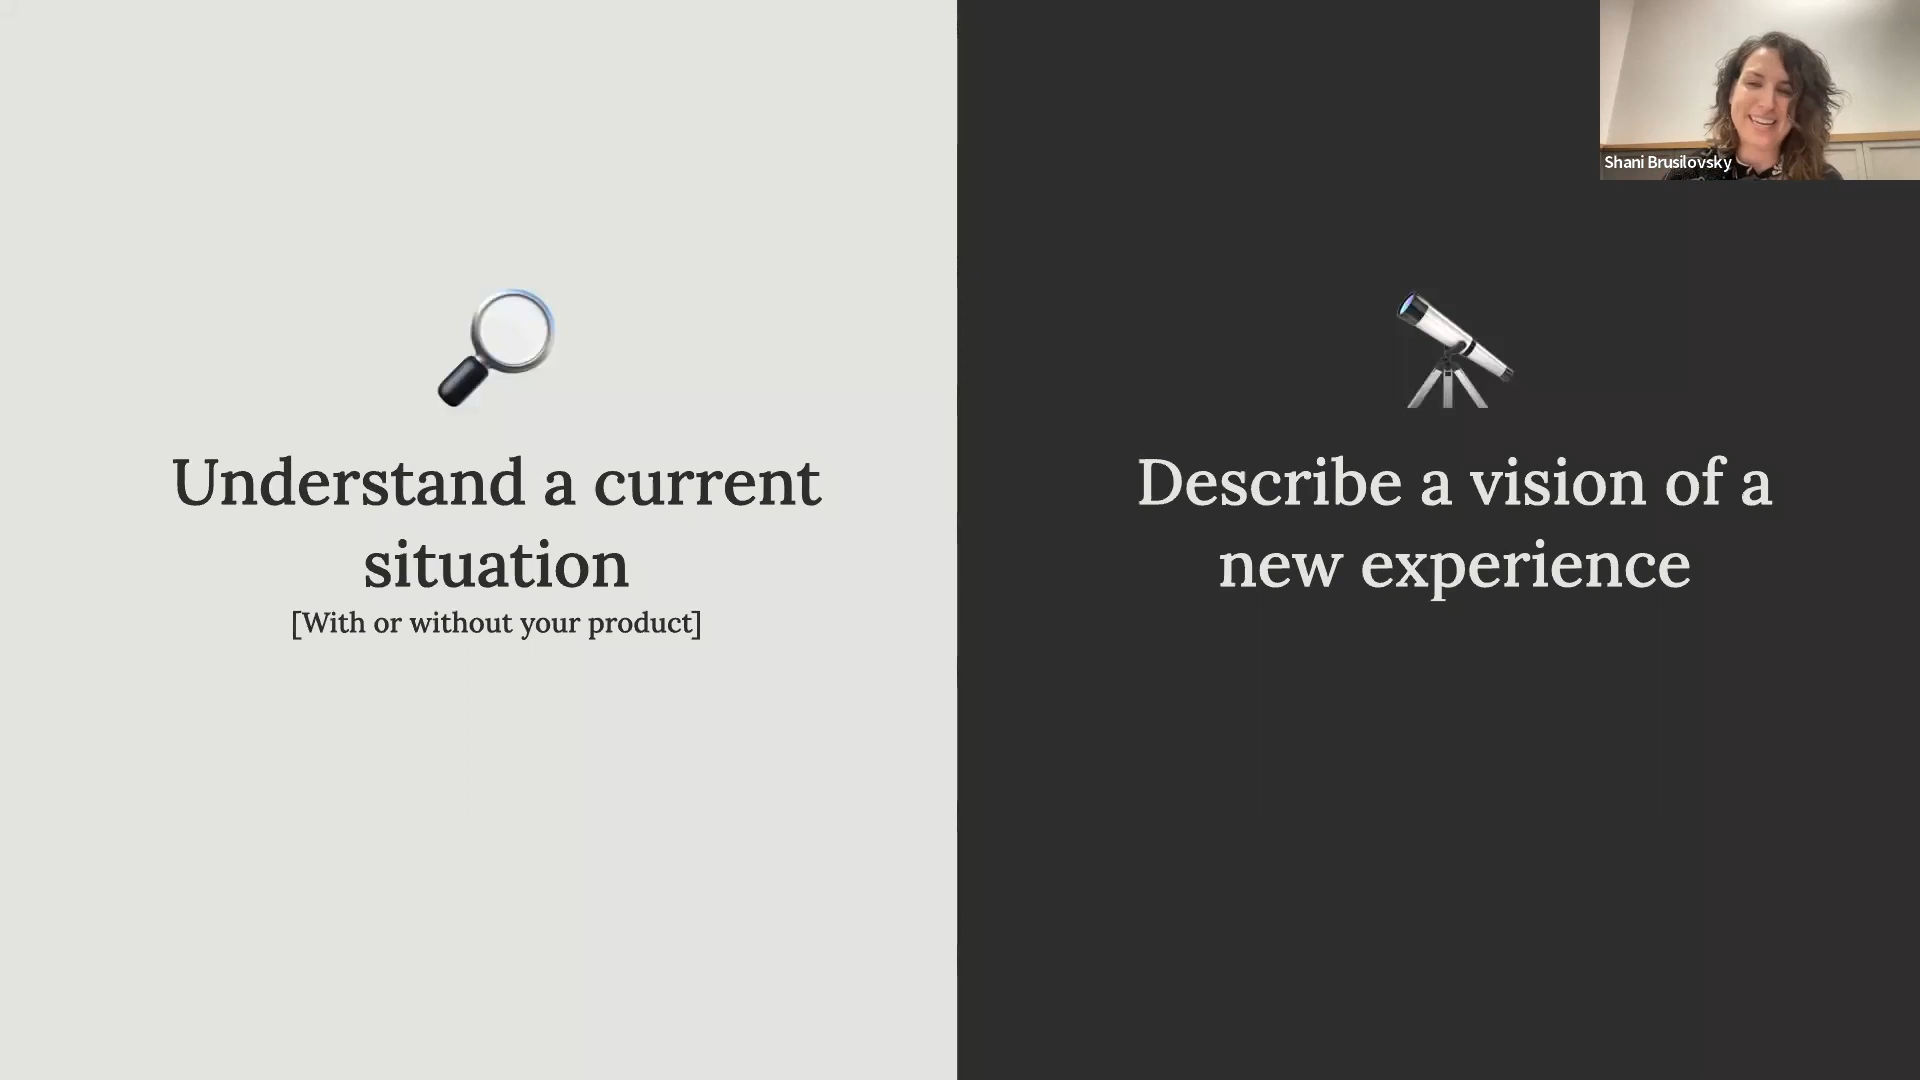 Understand a current
situation
[With or without your product]
Describe a vision of a
new experience
Shani Brusilovsky